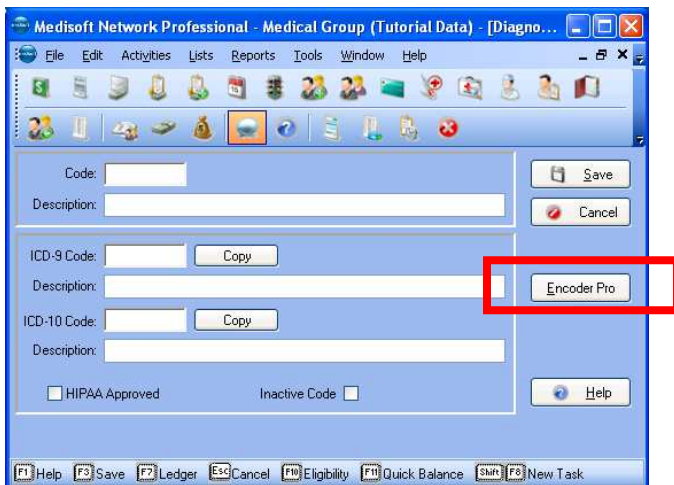 Medisoft Network Professional - Medical Group (Tutorial Data) - [Diagno...
File Edit Activities Lists Reports Tools Window Help
Code:
Save
Description:
Cancel
ICD-9 Code: Copy
Description:
Encoder Pro
ICD-10 Code: Copy
Description:
HIPAA Approved Inactive Code
Help
F1 Help F3 Save F7 Ledger Esc Cancel F10 Eligibility F11 Quick Balance Shift F8 New Task